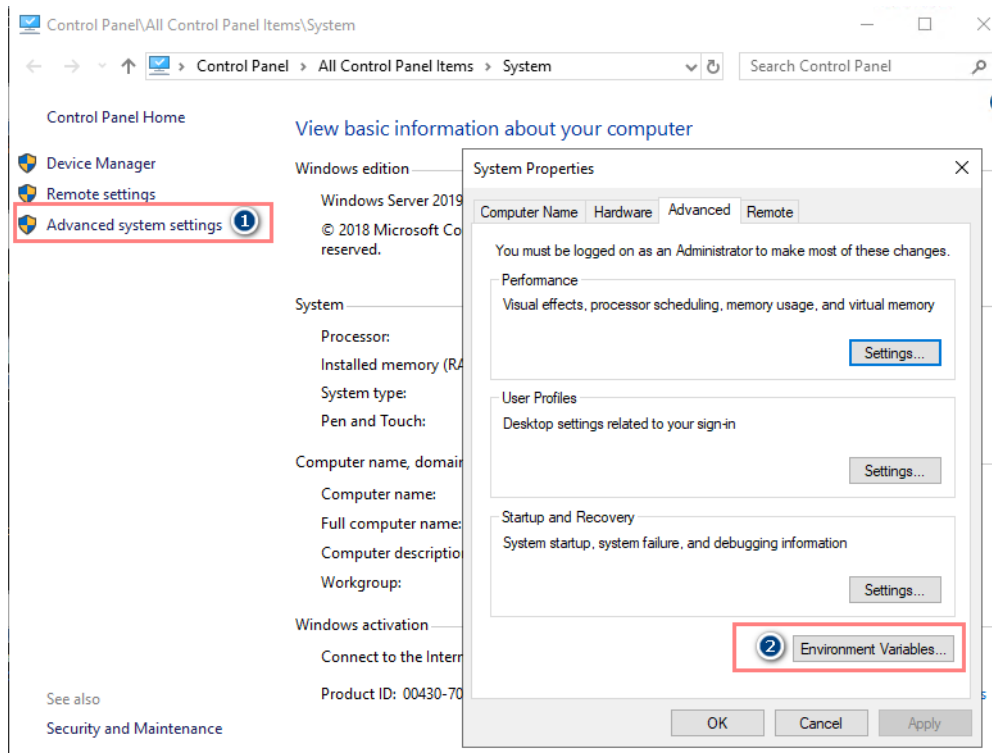 Control Panel\All Control Panel Items\System
Control Panel > All Control Panel Items > System
Search Control Panel
Control Panel Home
Device Manager
Remote settings
Advanced system settings 1
See also
Security and Maintenance
View basic information about your computer
Windows edition
Windows Server 2019
© 2018 Microsoft Co
reserved.
System
Processor:
Installed memory (RA
System type:
Pen and Touch:
Computer name, domain
Computer name:
Full computer name:
Computer description
Workgroup:
Windows activation
Connect to the Intern
Product ID: 00430-70
System Properties
Computer Name Hardware Advanced Remote
You must be logged on as an Administrator to make most of these changes.
Performance
Visual effects, processor scheduling, memory usage, and virtual memory
Settings...
User Profiles
Desktop settings related to your sign-in
Settings...
Startup and Recovery
System startup, system failure, and debugging information
Settings...
2 Environment Variables...
OK Cancel Apply